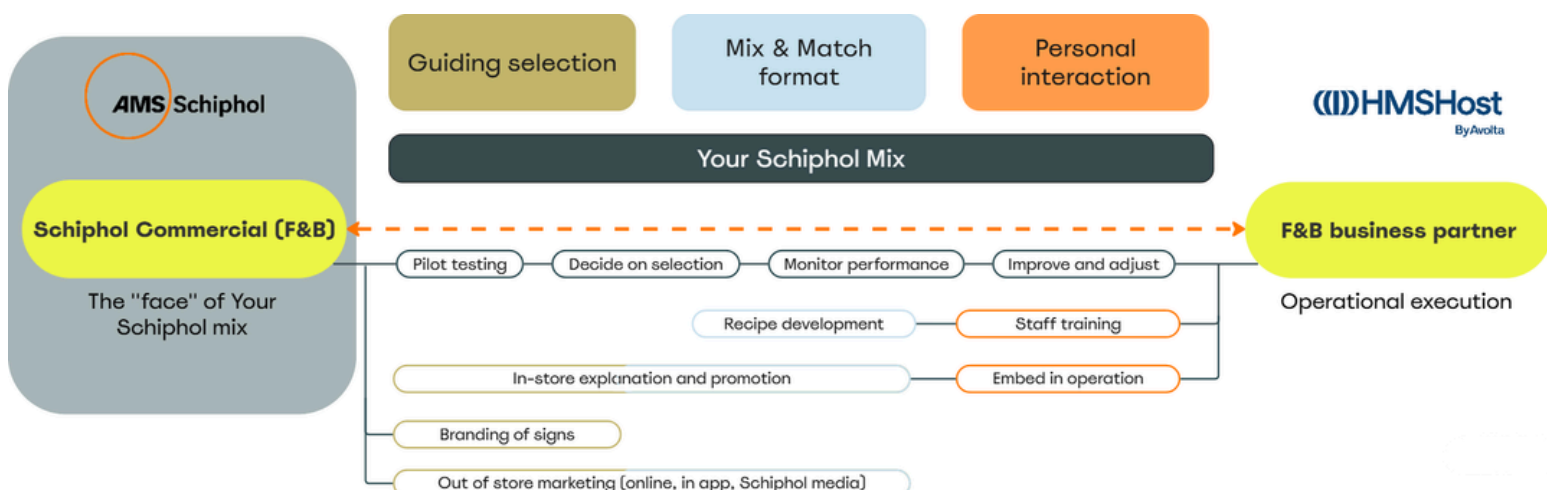 Guiding selection
Mix & Match
format
Personal
interaction
AMS Schiphol
HMSHost
By Avolta
Your Schiphol Mix
Schiphol Commercial (F&B)
F&B business partner
Pilot testing
Decide on selection
Monitor performance
Improve and adjust
The "face" of Your
Schiphol mix
Operational execution
Recipe development
Staff training
In-store explanation and promotion
Embed in operation
Branding of signs
Out of store marketing (online, in app, Schiphol media)